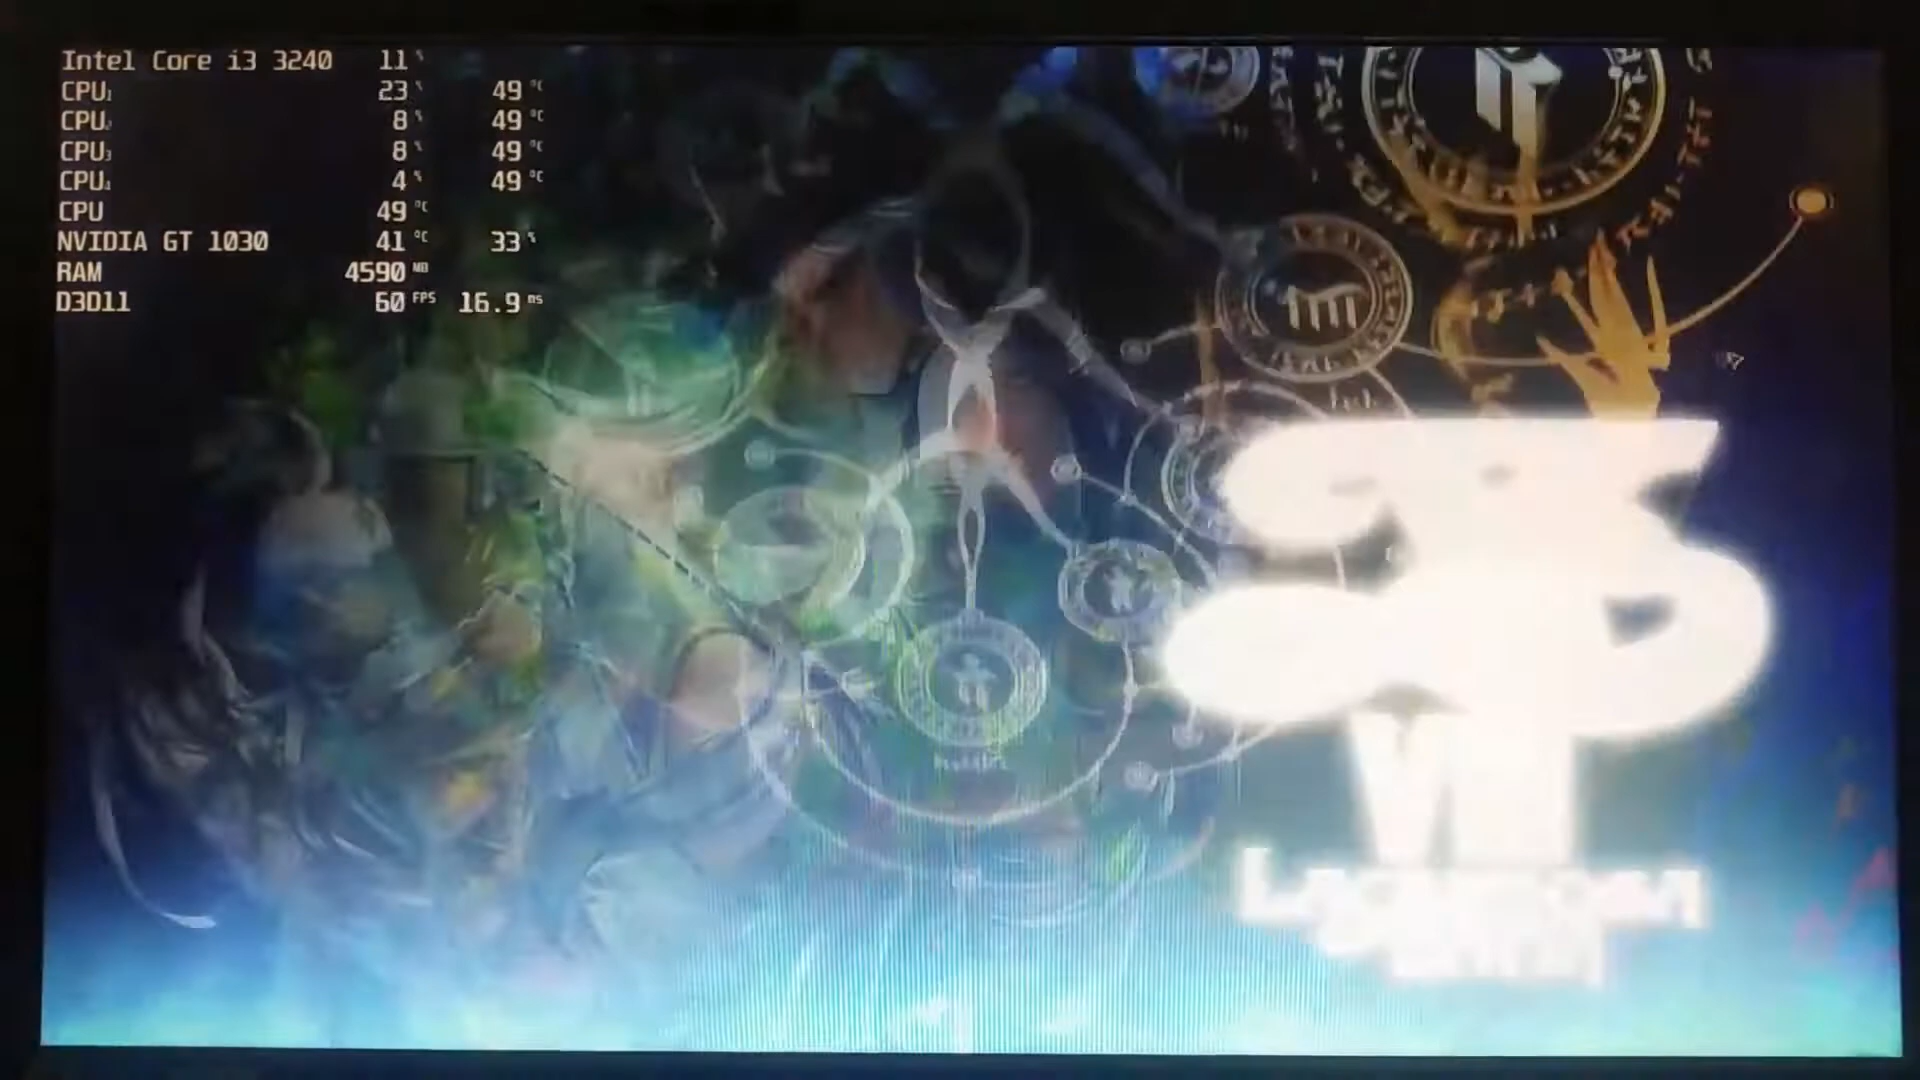 Intel Core i3 3240 11 %
CPU1 23 % 49 °C
CPU2 8 % 49 °C
CPU3 8 % 49 °C
CPU4 4 % 49 °C
CPU 49 °C
NVIDIA GT 1030 41 °C 33 %
RAM 4590 MB
D3D11 60 FPS 16.9 ms